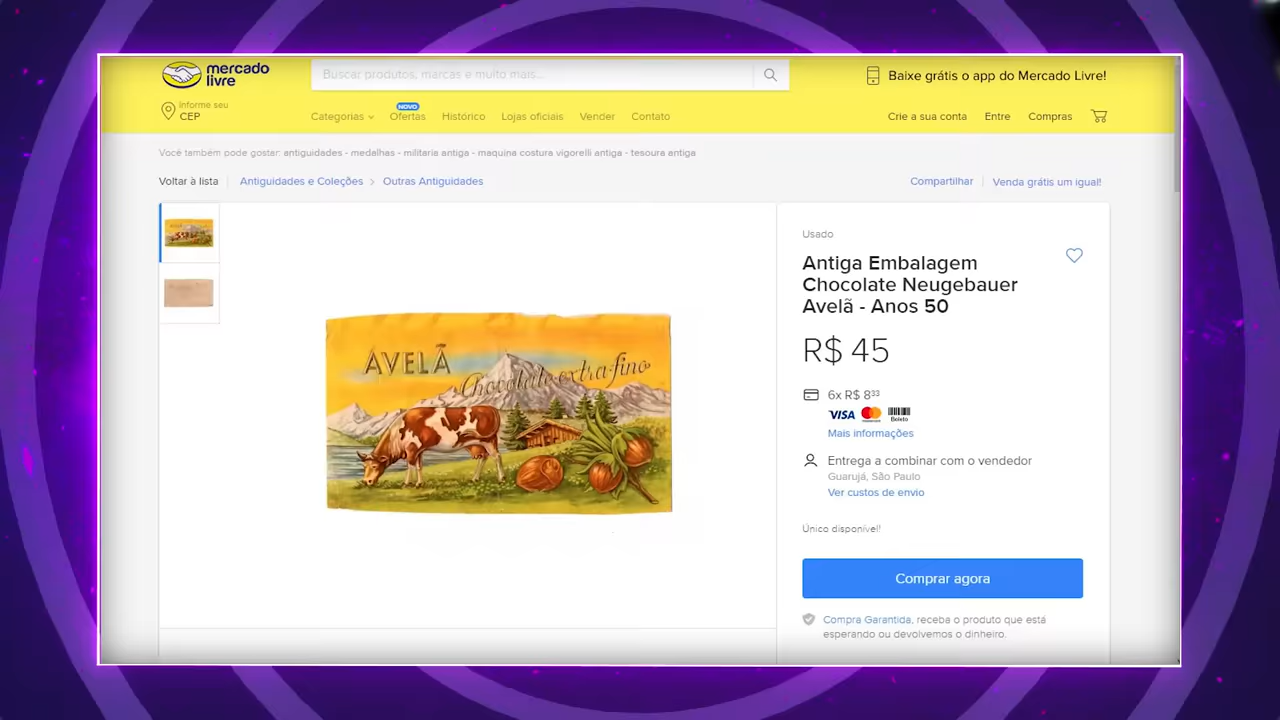 mercado
livre
Buscar produtos, marcas e muito mais...
Baixe grátis o app do Mercado Livre!
Informe seu
CEP
Categorias
NOVO
Ofertas
Histórico
Lojas oficiais
Vender
Contato
Crie a sua conta
Entre
Compras
Você também pode gostar: antiguidades - medalhas - militaria antiga - maquina costura vigorelli antiga - tesoura antiga
Voltar à lista
Antiguidades e Coleções
Outras Antiguidades
Compartilhar
Venda grátis um igual!
AVELÃ
Chocolate extra-fino
Usado
Antiga Embalagem
Chocolate Neugebauer
Avelã - Anos 50
R$ 45
6x R$ 8³³
VISA
Boleto
Mais informações
Entrega a combinar com o vendedor
Guarujá, São Paulo
Ver custos de envio
Único disponível!
Comprar agora
Compra Garantida, receba o produto que está
esperando ou devolvemos o dinheiro.